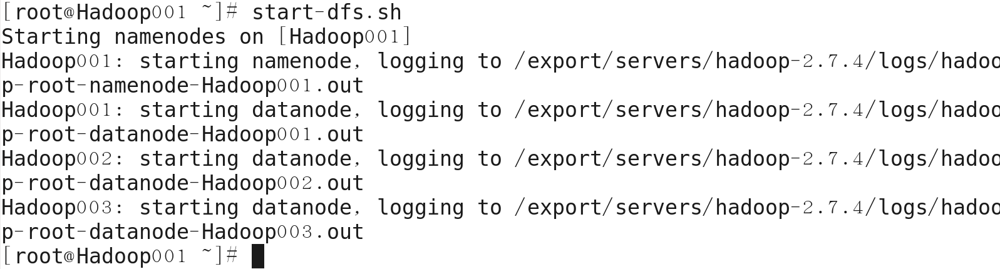 [root@Hadoop001 ~]# start-dfs.sh
Starting namenodes on [Hadoop001]
Hadoop001: starting namenode, logging to /export/servers/hadoop-2.7.4/logs/hadoo
p-root-namenode-Hadoop001.out
Hadoop001: starting datanode, logging to /export/servers/hadoop-2.7.4/logs/hadoo
p-root-datanode-Hadoop001.out
Hadoop002: starting datanode, logging to /export/servers/hadoop-2.7.4/logs/hadoo
p-root-datanode-Hadoop002.out
Hadoop003: starting datanode, logging to /export/servers/hadoop-2.7.4/logs/hadoo
p-root-datanode-Hadoop003.out
[root@Hadoop001 ~]#